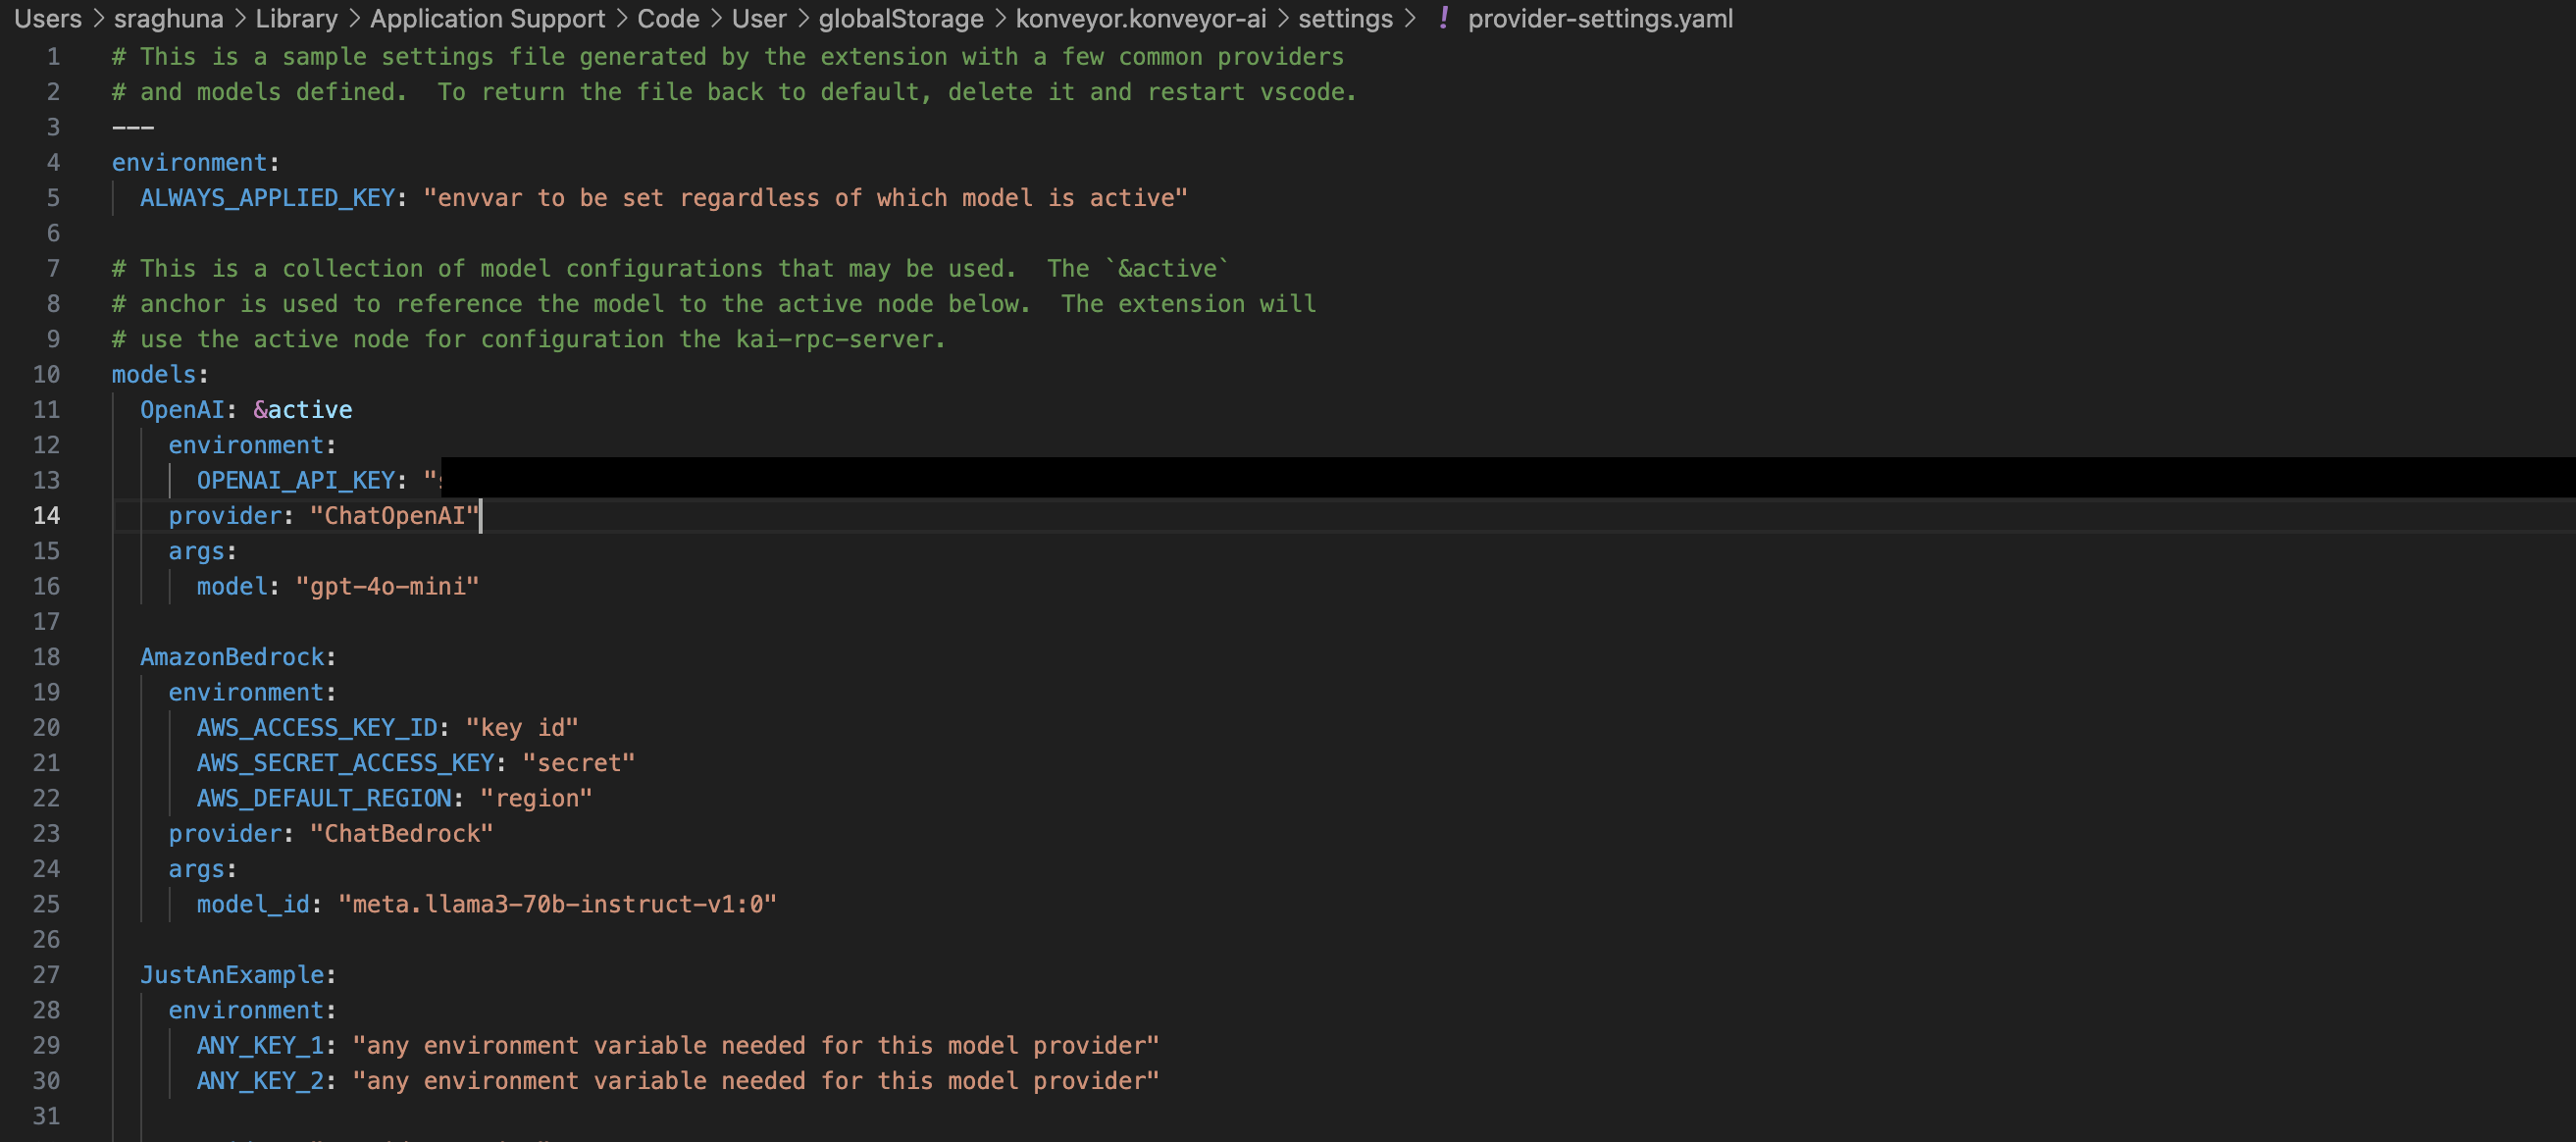 Users > sraghuna > Library > Application Support > Code > User > globalStorage > konveyor.konveyor-ai > settings > ! provider-settings.yaml
1 # This is a sample settings file generated by the extension with a few common providers
2 # and models defined.  To return the file back to default, delete it and restart vscode.
3 ---
4 environment:
5   ALWAYS_APPLIED_KEY: "envvar to be set regardless of which model is active"
6
7 # This is a collection of model configurations that may be used.  The `&active`
8 # anchor is used to reference the model to the active node below.  The extension will
9 # use the active node for configuration the kai-rpc-server.
10 models:
11   OpenAI: &active
12     environment:
13       OPENAI_API_KEY: "
14     provider: "ChatOpenAI"
15     args:
16       model: "gpt-4o-mini"
17
18   AmazonBedrock:
19     environment:
20       AWS_ACCESS_KEY_ID: "key id"
21       AWS_SECRET_ACCESS_KEY: "secret"
22       AWS_DEFAULT_REGION: "region"
23     provider: "ChatBedrock"
24     args:
25       model_id: "meta.llama3-70b-instruct-v1:0"
26
27   JustAnExample:
28     environment:
29       ANY_KEY_1: "any environment variable needed for this model provider"
30       ANY_KEY_2: "any environment variable needed for this model provider"
31